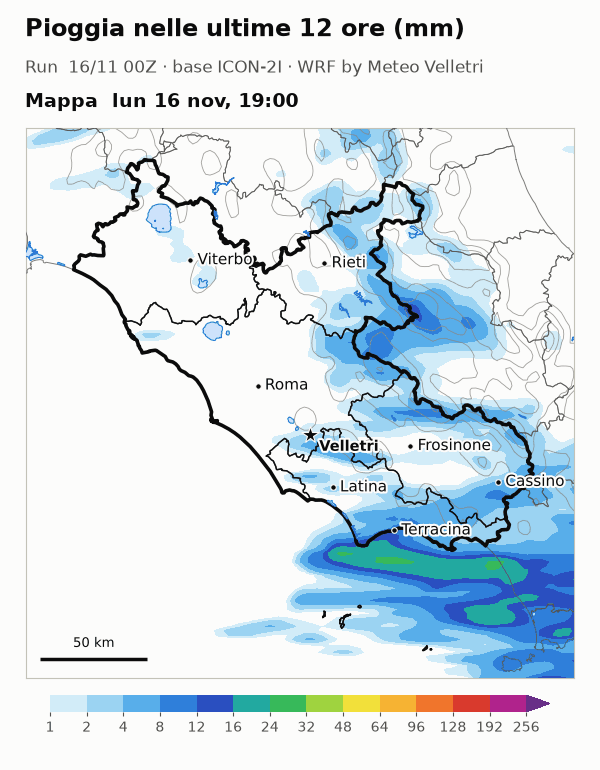 Pioggia nelle ultime 12 ore (mm)
Run  16/11 00Z · base ICON-2I · WRF by Meteo Velletri
Mappa  lun 16 nov, 19:00
Viterbo
Rieti
Roma
Velletri
Frosinone
Cassino
Latina
Terracina
50 km
1 2 4 8 12 16 24 32 48 64 96 128 192 256